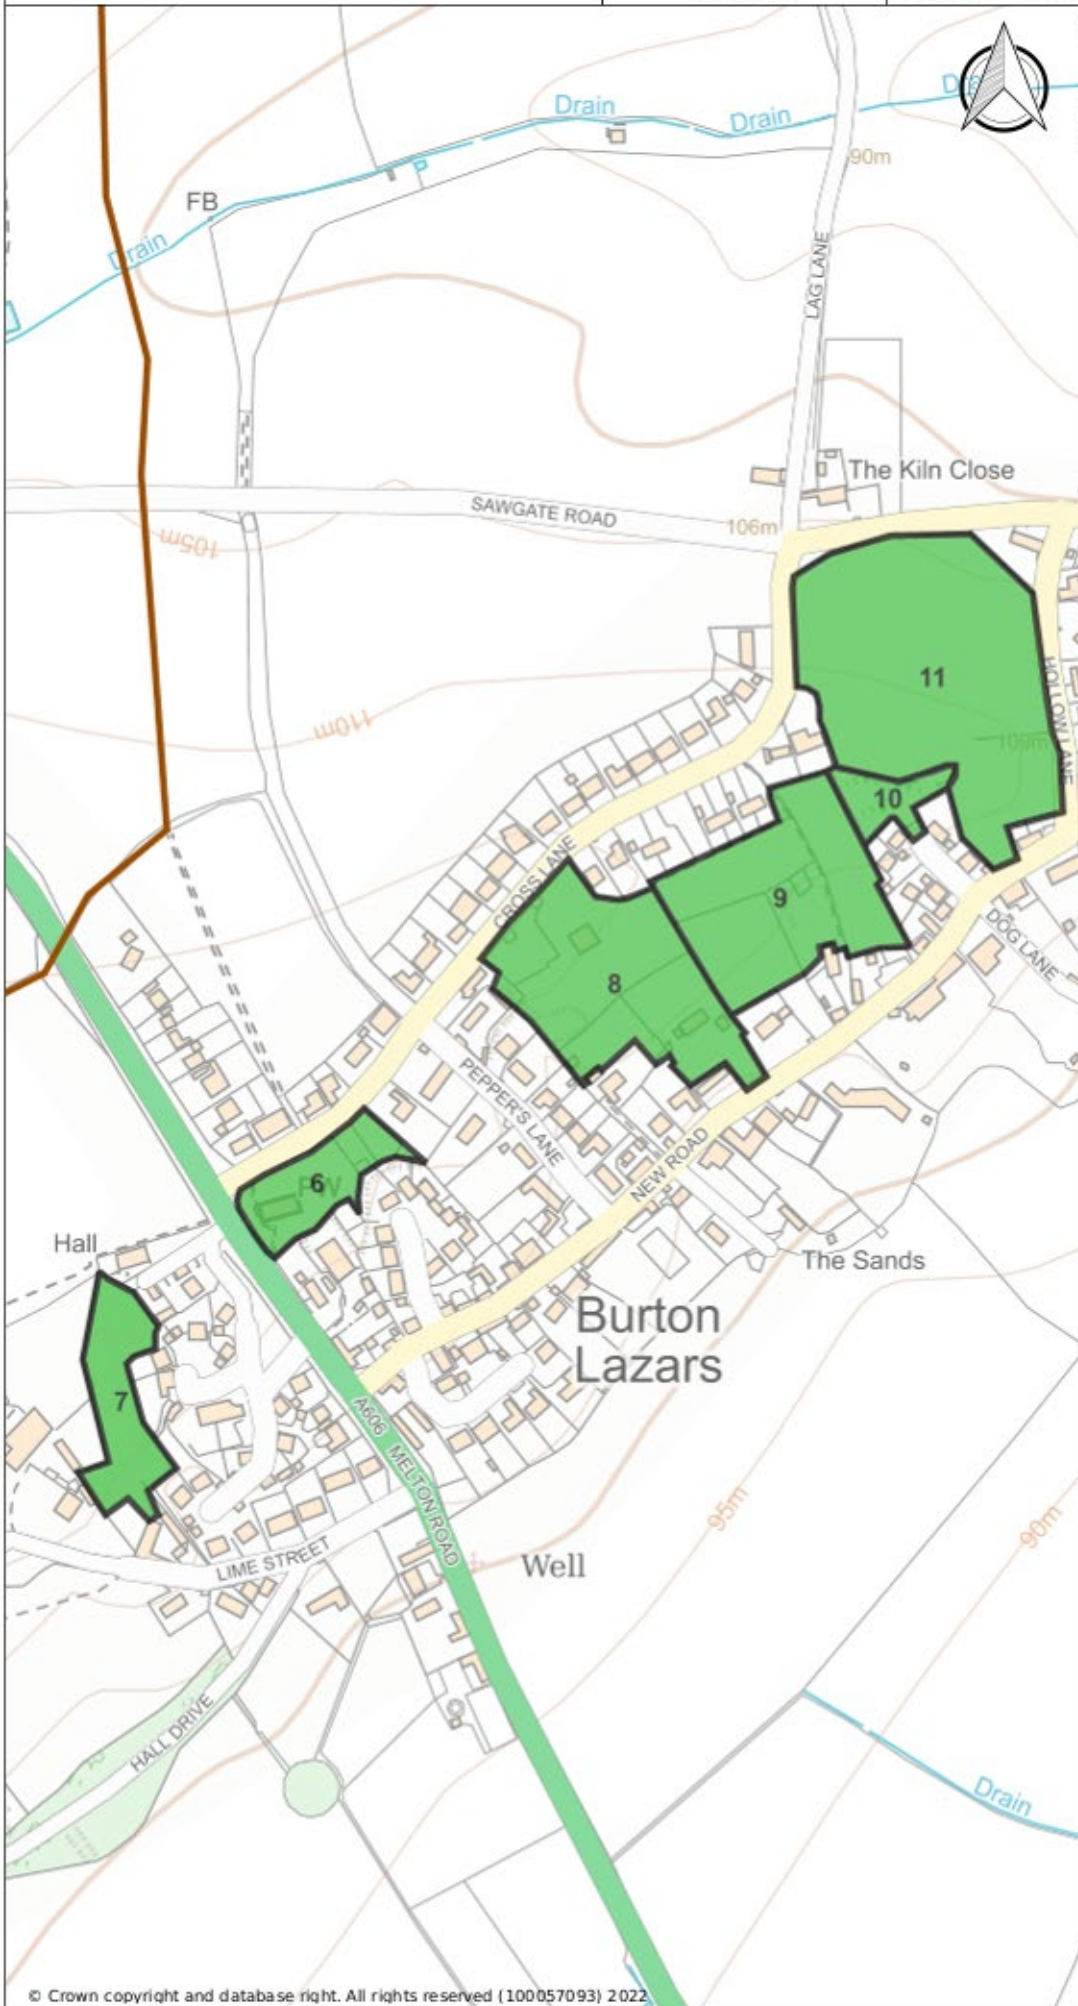 Drain
Drain
Drain
90m
FB
Drain
LAG LANE
The Kiln Close
SAWGATE ROAD
106m
105m
11
HOLLOW LANE
110m
109m
10
CROSS LANE
9
DOG LANE
8
PEPPER'S LANE
NEW ROAD
6
PW
Hall
The Sands
Burton
Lazars
7
A606 MELTON ROAD
95m
90m
LIME STREET
Well
HALL DRIVE
Drain
© Crown copyright and database right. All rights reserved (100057093) 2022